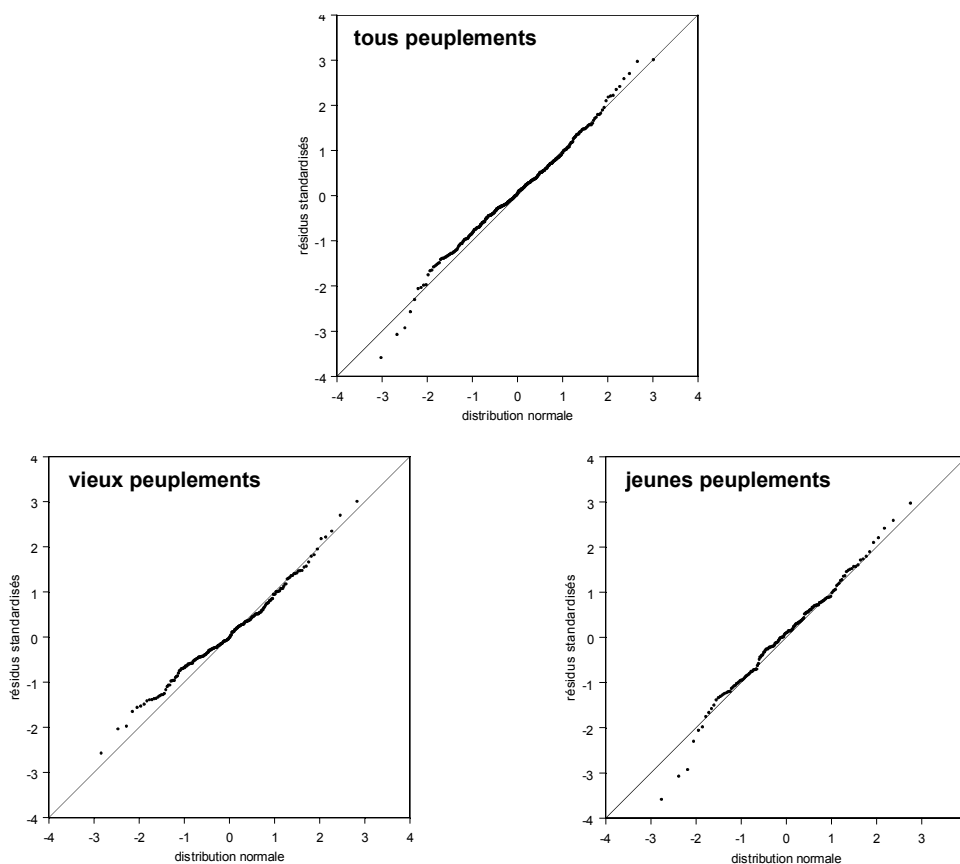 tous peuplements
résidus standardisés
4
3
2
1
0
-1
-2
-3
-4
-4 -3 -2 -1 0 1 2 3 4
distribution normale
vieux peuplements
résidus standardisés
4
3
2
1
0
-1
-2
-3
-4
-4 -3 -2 -1 0 1 2 3 4
distribution normale
jeunes peuplements
résidus standardisés
4
3
2
1
0
-1
-2
-3
-4
-4 -3 -2 -1 0 1 2 3
distribution normale